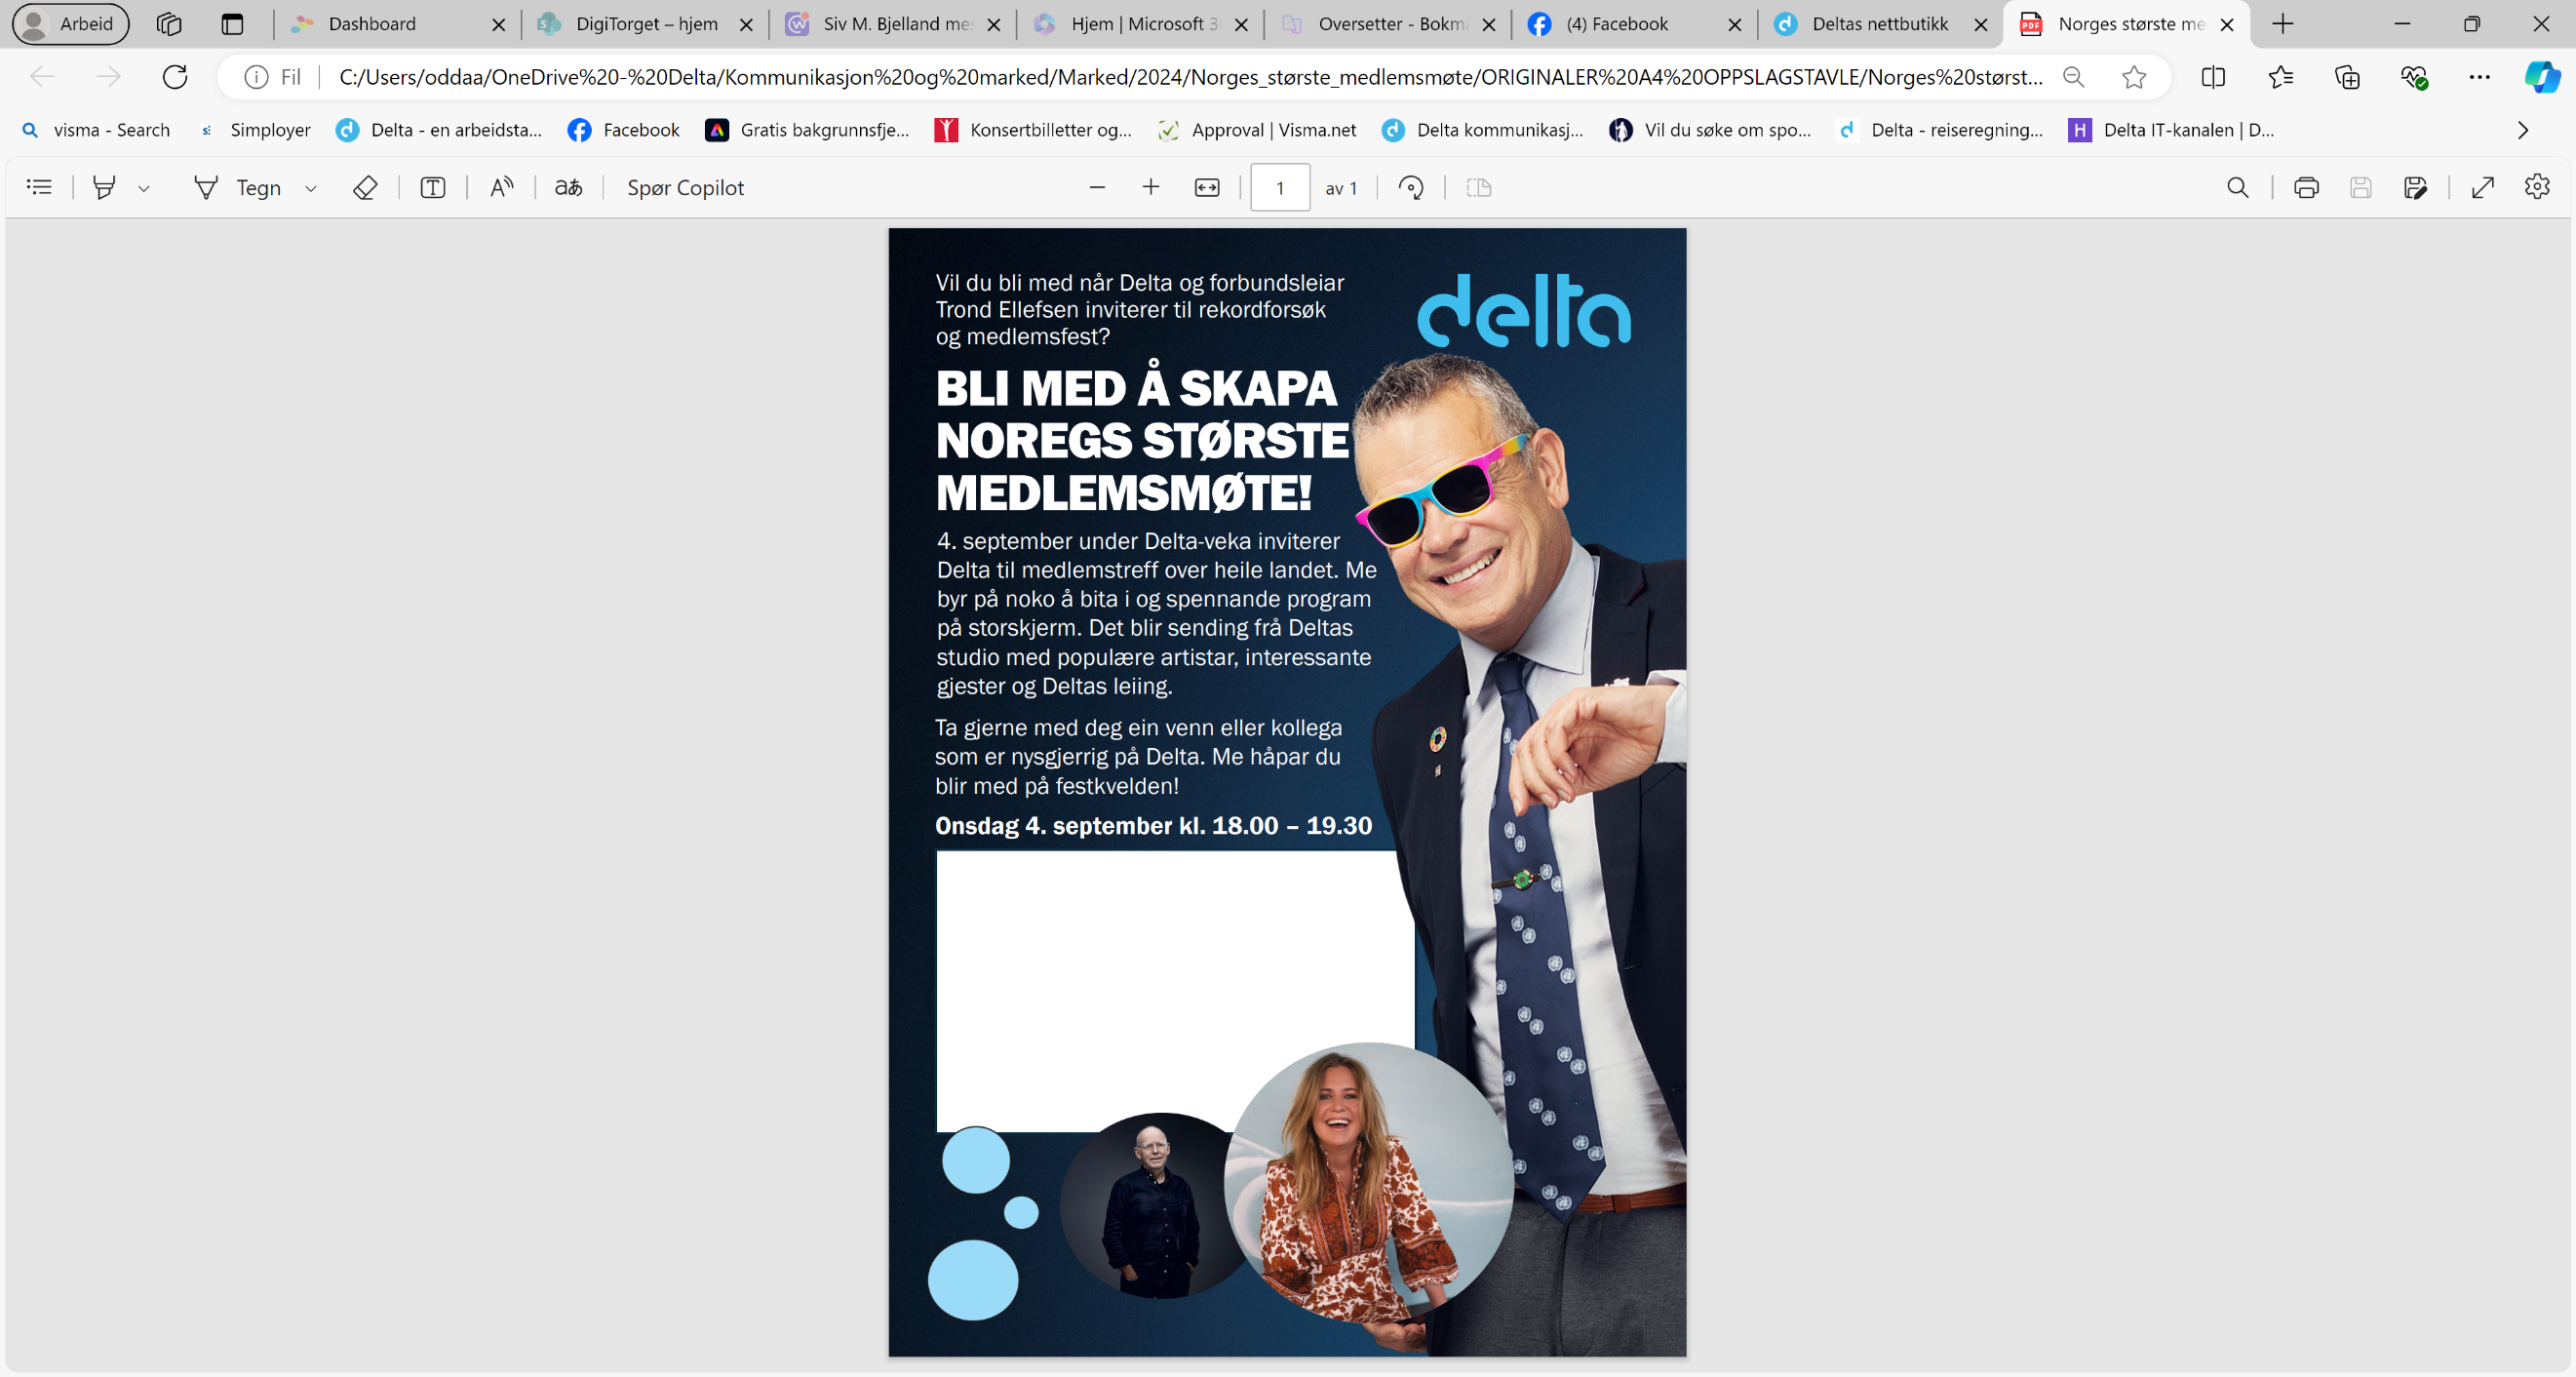 Arbeid
Dashboard
DigiTorget – hjem
Siv M. Bjelland me
Hjem | Microsoft 3
Oversetter - Bokm
(4) Facebook
Deltas nettbutikk
PDF
Norges største me
Fil
C:/Users/oddaa/OneDrive%20-%20Delta/Kommunikasjon%20og%20marked/Marked/2024/Norges_største_medlemsmøte/ORIGINALER%20A4%20OPPSLAGSTAVLE/Norges%20størst...
visma - Search
Simployer
Delta - en arbeidsta...
Facebook
Gratis bakgrunnsfje...
Konsertbilletter og...
Approval | Visma.net
Delta kommunikasj...
Vil du søke om spo...
Delta - reiseregning...
H
Delta IT-kanalen | D...
Tegn
Spør Copilot
1
av 1
Vil du bli med når Delta og forbundsleiar
Trond Ellefsen inviterer til rekordforsøk
og medlemsfest?
delta
BLI MED Å SKAPA
NOREGS STØRSTE
MEDLEMSMØTE!
4. september under Delta-veka inviterer
Delta til medlemstreff over heile landet. Me
byr på noko å bita i og spennande program
på storskjerm. Det blir sending frå Deltas
studio med populære artistar, interessante
gjester og Deltas leiing.
Ta gjerne med deg ein venn eller kollega
som er nysgjerrig på Delta. Me håpar du
blir med på festkvelden!
Onsdag 4. september kl. 18.00 – 19.30